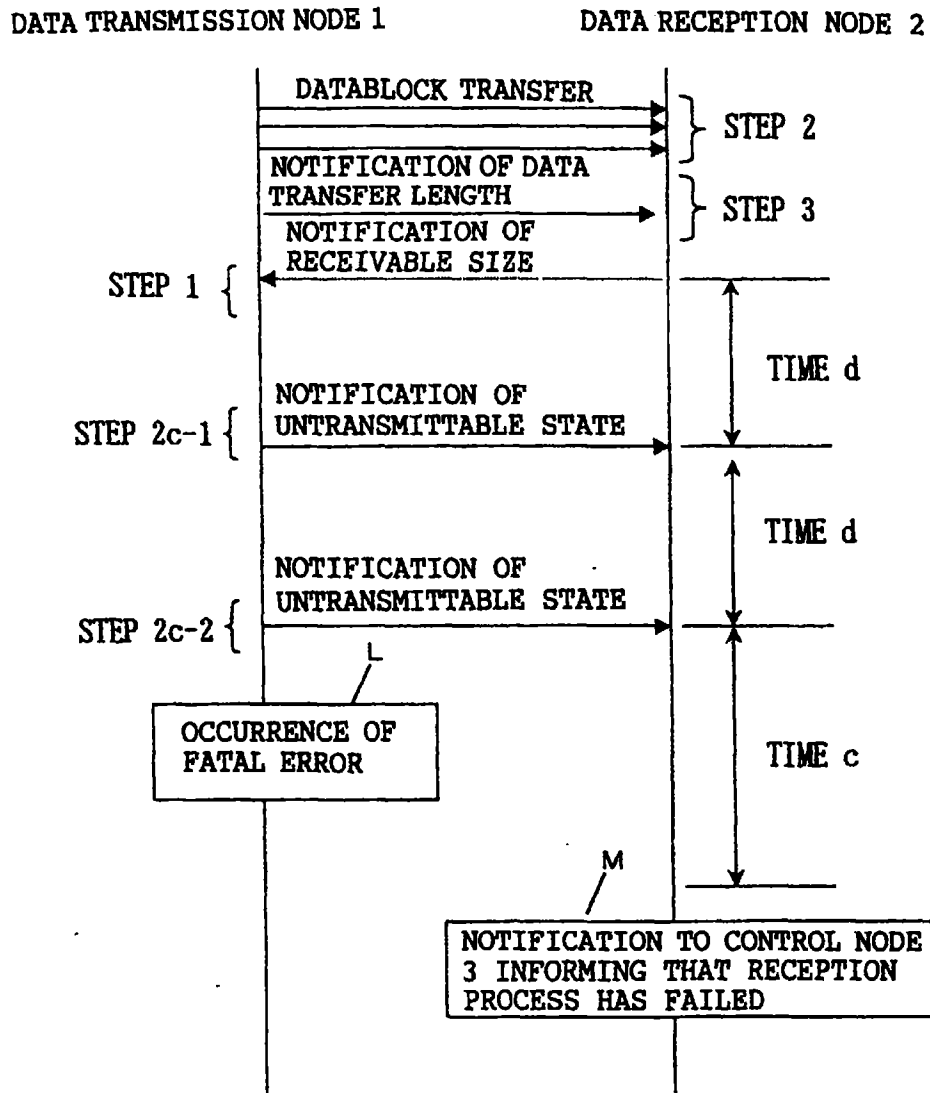 DATA TRANSMISSION NODE 1
DATA RECEPTION NODE 2
DATABLOCK TRANSFER
STEP 2
NOTIFICATION OF DATA
TRANSFER LENGTH
STEP 3
NOTIFICATION OF
RECEIVABLE SIZE
STEP 1
TIME d
NOTIFICATION OF
UNTRANSMITTABLE STATE
STEP 2c-1
TIME d
NOTIFICATION OF
UNTRANSMITTABLE STATE
STEP 2c-2
L
OCCURRENCE OF
FATAL ERROR
TIME c
M
NOTIFICATION TO CONTROL NODE
3 INFORMING THAT RECEPTION
PROCESS HAS FAILED